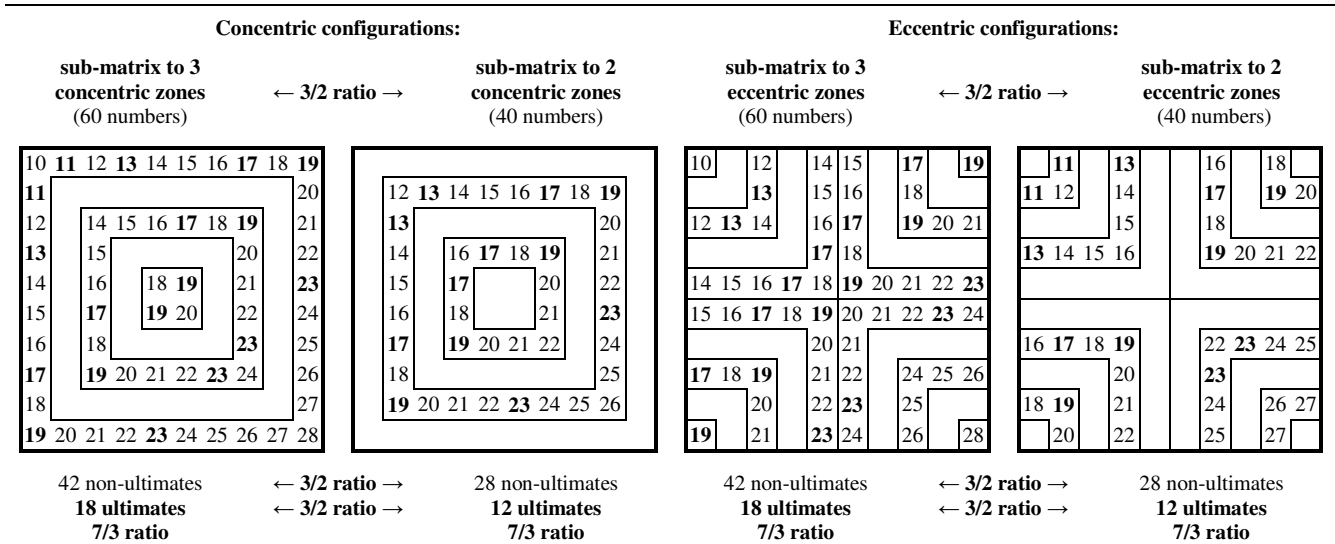 Concentric configurations: Eccentric configurations:
sub-matrix to 3 sub-matrix to 2 sub-matrix to 3 sub-matrix to 2
concentric zones ← 3/2 ratio → concentric zones eccentric zones ← 3/2 ratio → eccentric zones
(60 numbers) (40 numbers) (60 numbers) (40 numbers)
10 11 12 13 14 15 16 17 18 19 10 12 14 15 17 19 11 13 16 18
11 20 12 13 14 15 16 17 18 19 13 15 16 18 11 12 14 17 19 20
12 14 15 16 17 18 19 21 13 20 12 13 14 16 17 19 20 21 15 18
13 15 20 22 14 16 17 18 19 21 17 18 13 14 15 16 19 20 21 22
14 16 18 19 21 23 15 17 20 22 14 15 16 17 18 19 20 21 22 23
15 17 19 20 22 24 16 18 21 23 15 16 17 18 19 20 21 22 23 24
16 18 23 25 17 19 20 21 22 24 20 21 16 17 18 19 22 23 24 25
17 19 20 21 22 23 24 26 18 25 17 18 19 21 22 24 25 26 20 23
18 27 19 20 21 22 23 24 25 26 20 22 23 25 18 19 21 24 26 27
19 20 21 22 23 24 25 26 27 28 19 21 23 24 26 28 20 22 25 27
42 non-ultimates ← 3/2 ratio → 28 non-ultimates 42 non-ultimates ← 3/2 ratio → 28 non-ultimates
18 ultimates ← 3/2 ratio → 12 ultimates 18 ultimates ← 3/2 ratio → 12 ultimates
7/3 ratio 7/3 ratio 7/3 ratio 7/3 ratio